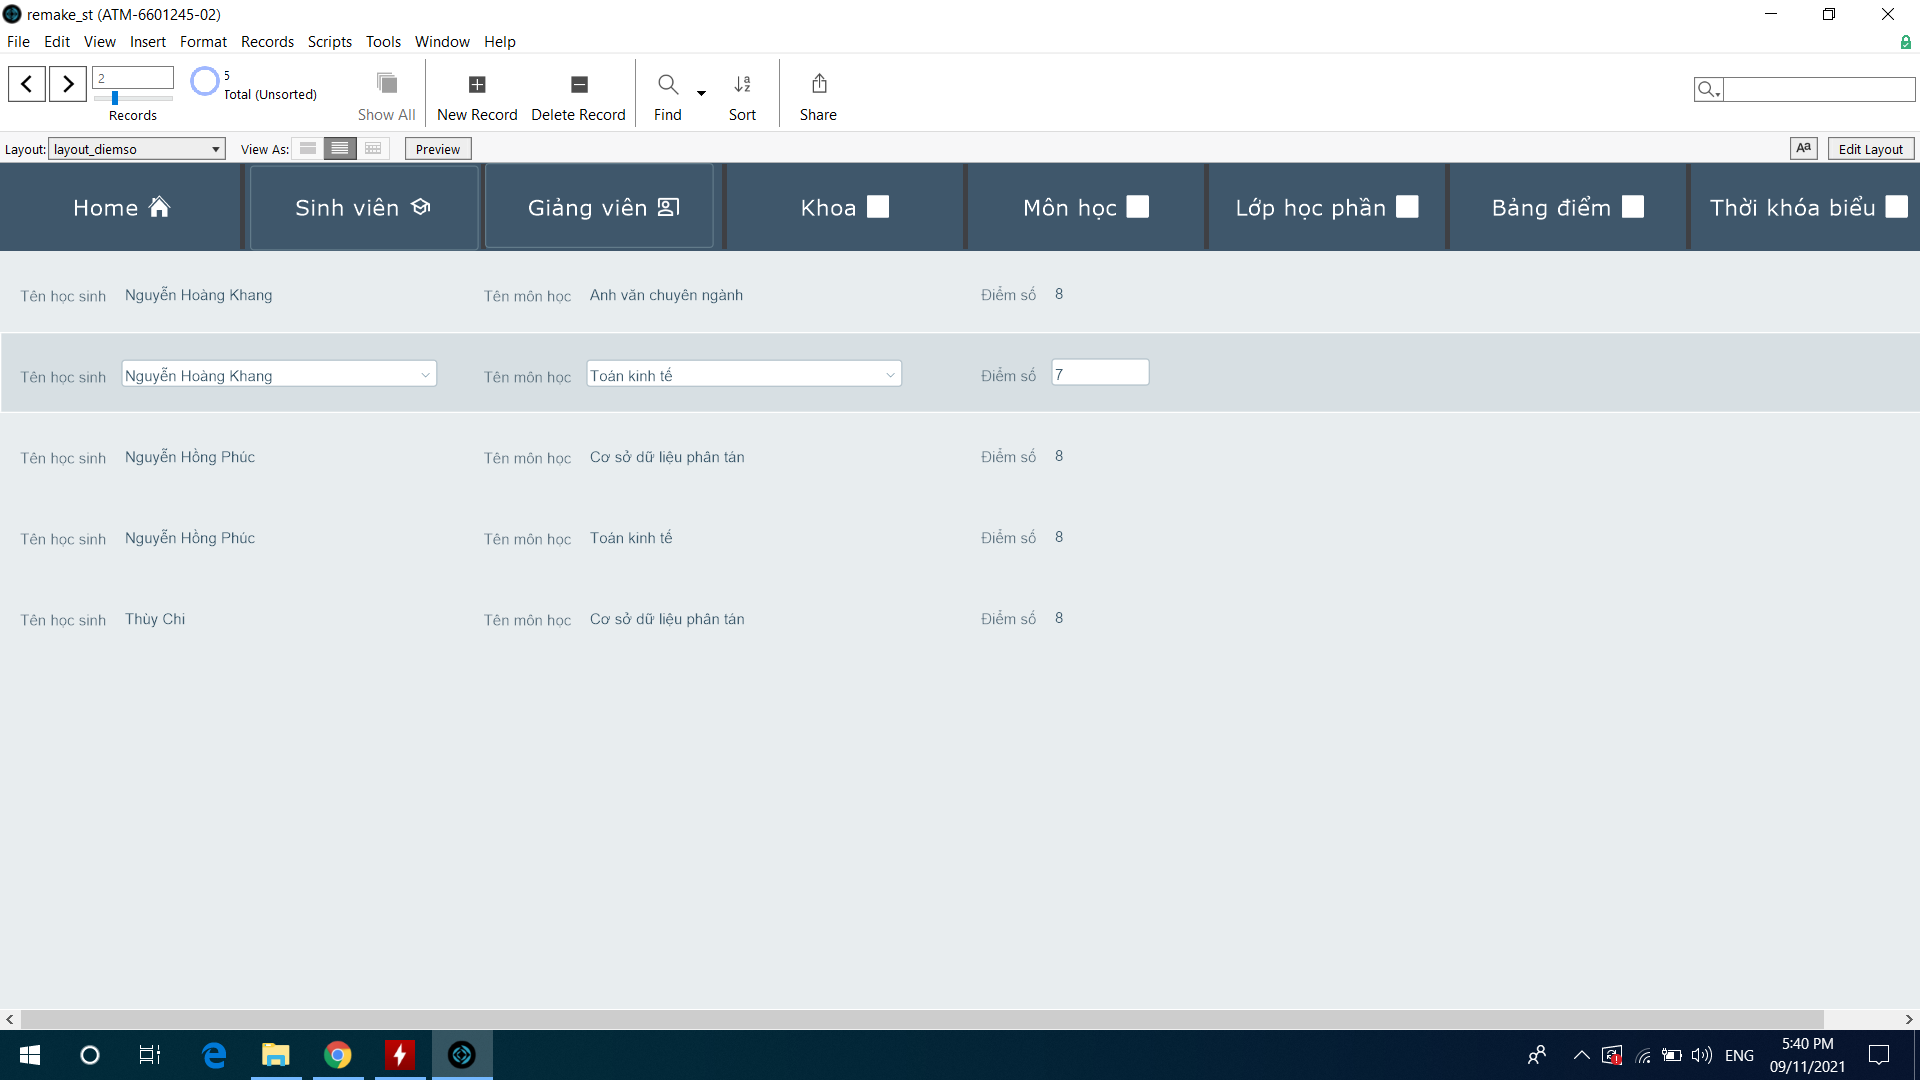 remake_st (ATM-6601245-02)
File Edit View Insert Format Records Scripts Tools Window Help
2
5
Total (Unsorted)
Records
Show All
New Record
Delete Record
Find
Sort
Share
Layout: layout_diemso View As: Preview Aa Edit Layout
Home Sinh viên Giảng viên Khoa Môn học Lớp học phần Bảng điểm Thời khóa biểu
Tên học sinh Nguyễn Hoàng Khang Tên môn học Anh văn chuyên ngành Điểm số 8
Tên học sinh Nguyễn Hoàng Khang Tên môn học Toán kinh tế Điểm số 7
Tên học sinh Nguyễn Hồng Phúc Tên môn học Cơ sở dữ liệu phân tán Điểm số 8
Tên học sinh Nguyễn Hồng Phúc Tên môn học Toán kinh tế Điểm số 8
Tên học sinh Thùy Chi Tên môn học Cơ sở dữ liệu phân tán Điểm số 8
ENG
5:40 PM
09/11/2021